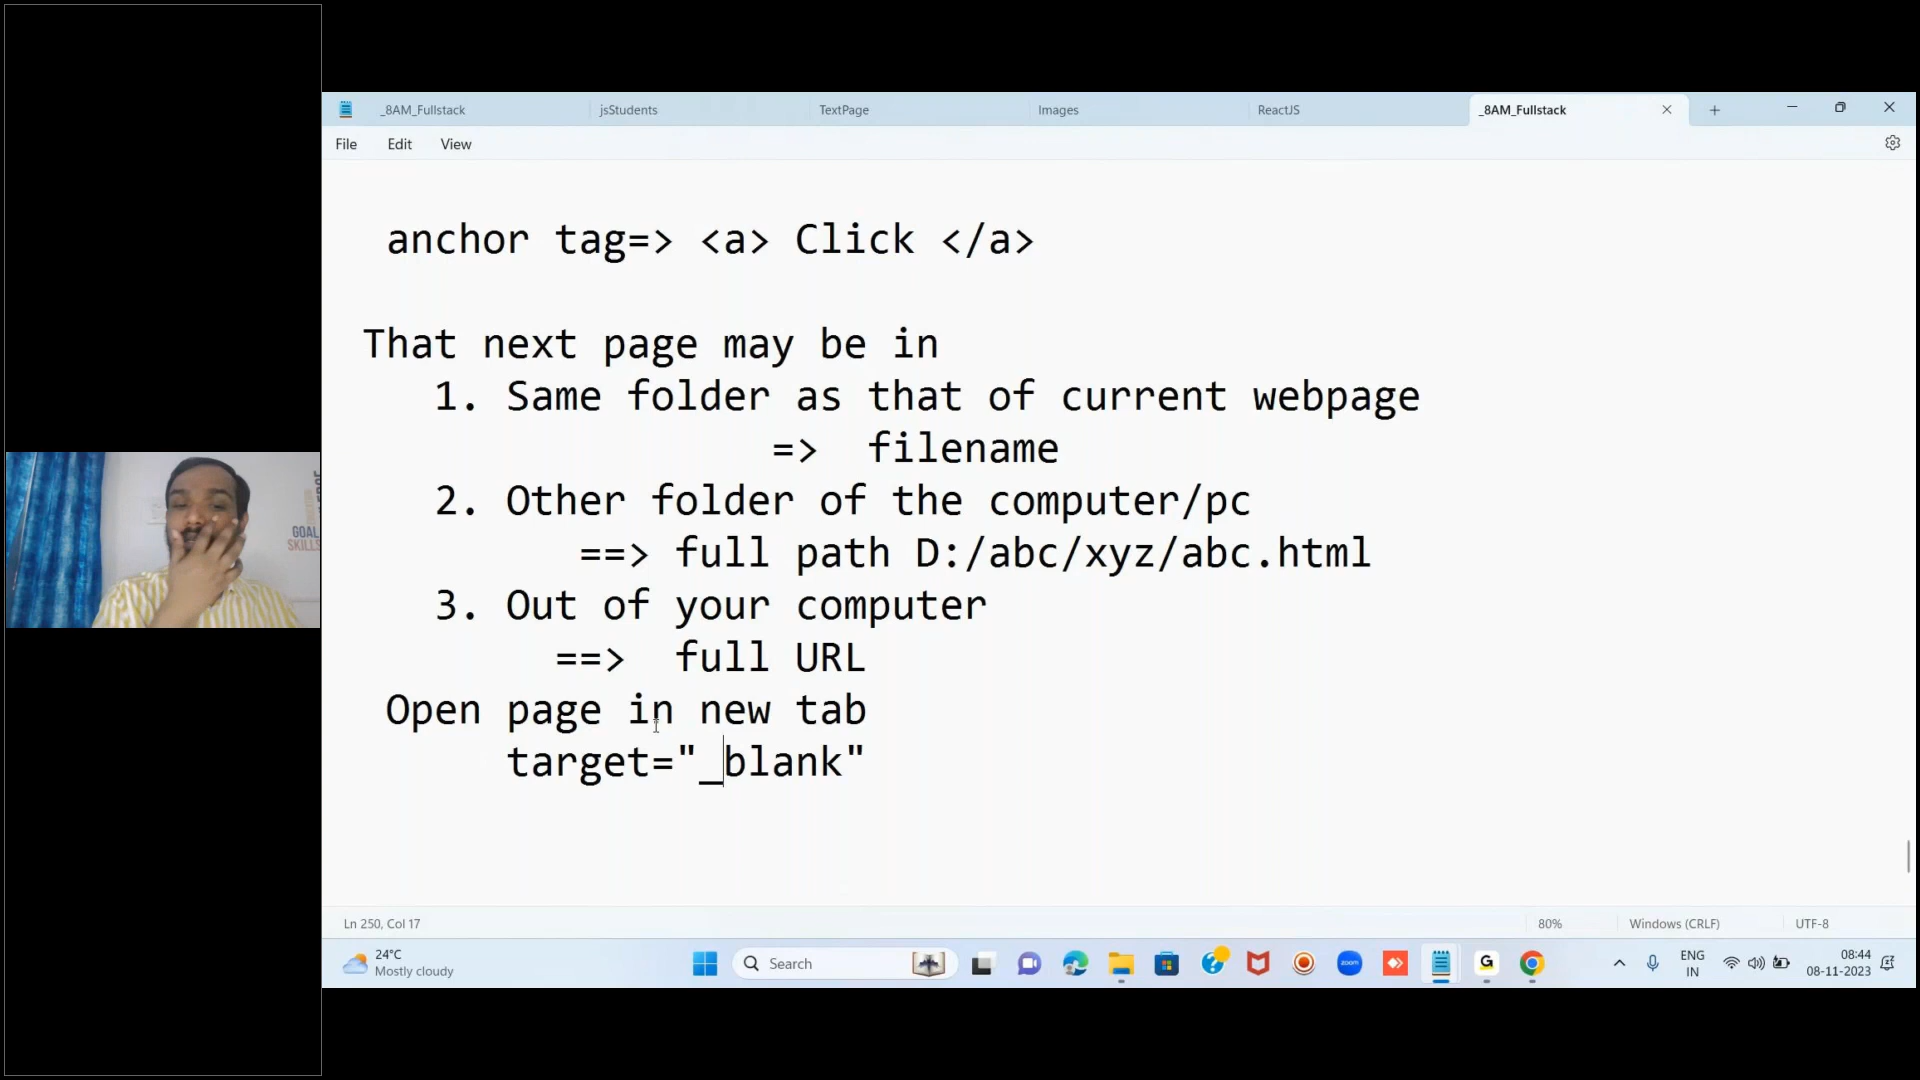 _8AM_Fullstack jsStudents TextPage Images ReactJS _8AM_Fullstack
File Edit View
anchor tag=> <a> Click </a>
That next page may be in
1. Same folder as that of current webpage
=> filename
2. Other folder of the computer/pc
==> full path D:/abc/xyz/abc.html
3. Out of your computer
==> full URL
Open page in new tab
target="_blank"
GOAL
SKILLS
Ln 250, Col 17 80% Windows (CRLF) UTF-8
24°C
Mostly cloudy
Search
zoom
G
ENG
IN
08:44
08-11-2023